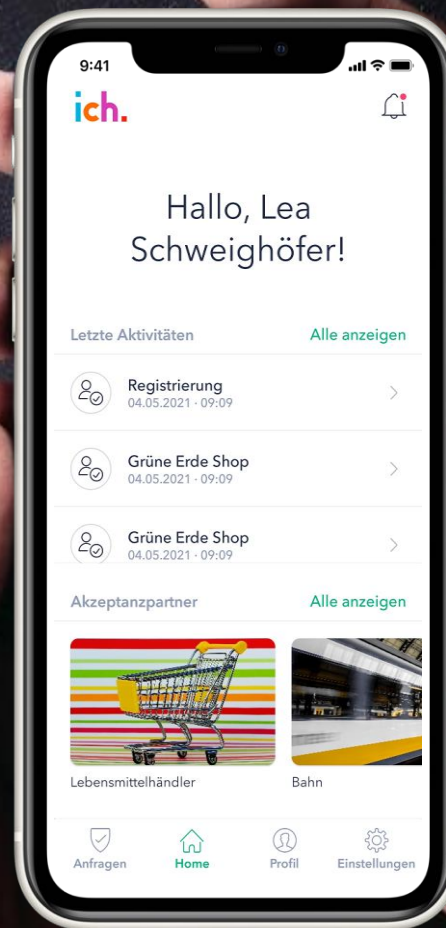 9:41
ich.
Hallo, Lea
Schweighöfer!
Letzte Aktivitäten Alle anzeigen
Registrierung
04.05.2021 · 09:09
Grüne Erde Shop
04.05.2021 · 09:09
Grüne Erde Shop
04.05.2021 · 09:09
Akzeptanzpartner Alle anzeigen
Lebensmittelhändler Bahn
Anfragen Home Profil Einstellungen